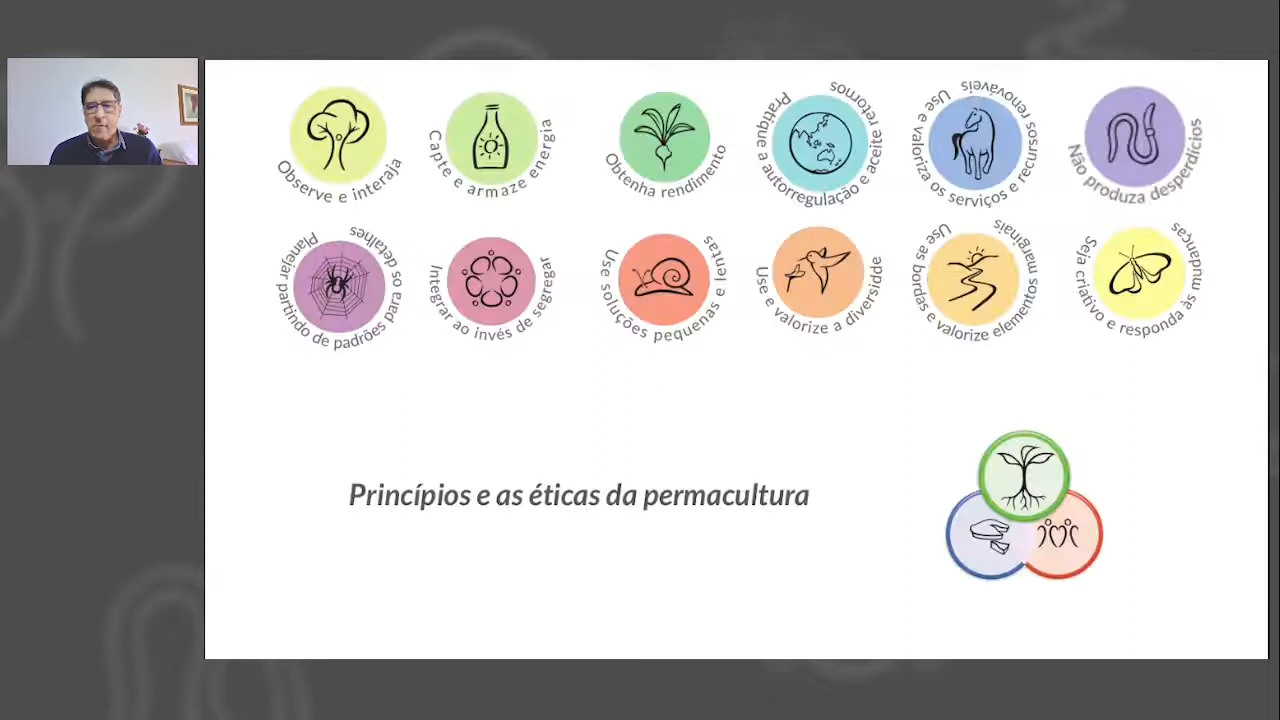 Observe e interaja
Capte e armaze energia
Obtenha rendimento
Pratique a autorregulação e aceite retornos
Use e valoriza os serviços e recursos renováveis
Não produza desperdícios
Planejar partindo de padrões para os detalhes
Integrar ao invés de segregar
Use soluções pequenas e lentas
Use e valorize a diversidde
Use as bordas e valorize elementos marginais
Seja criativo e responda às mudanças
Princípios e as éticas da permacultura